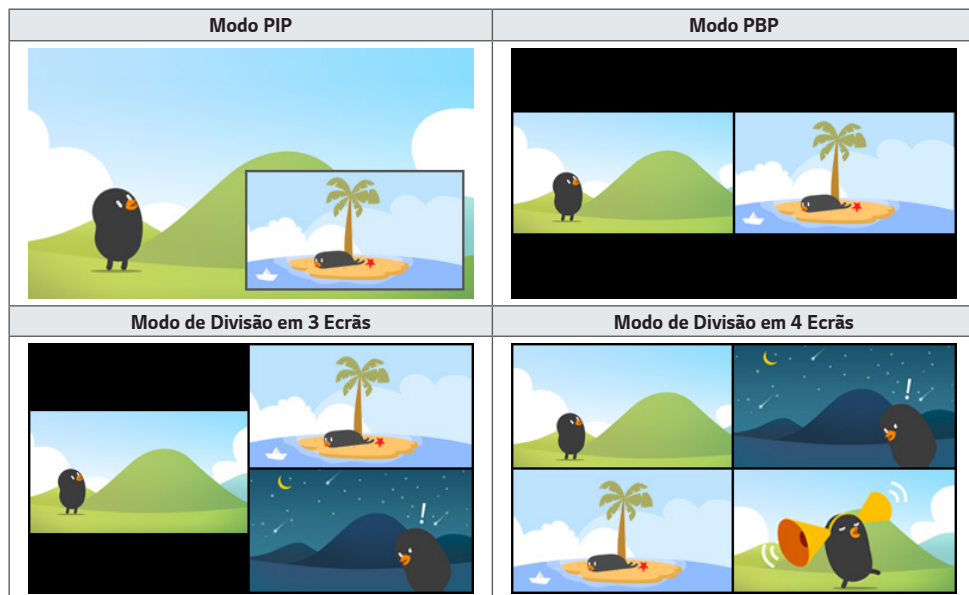 Modo PIP
Modo PBP
Modo de Divisão em 3 Ecrãs
Modo de Divisão em 4 Ecrãs
!
!